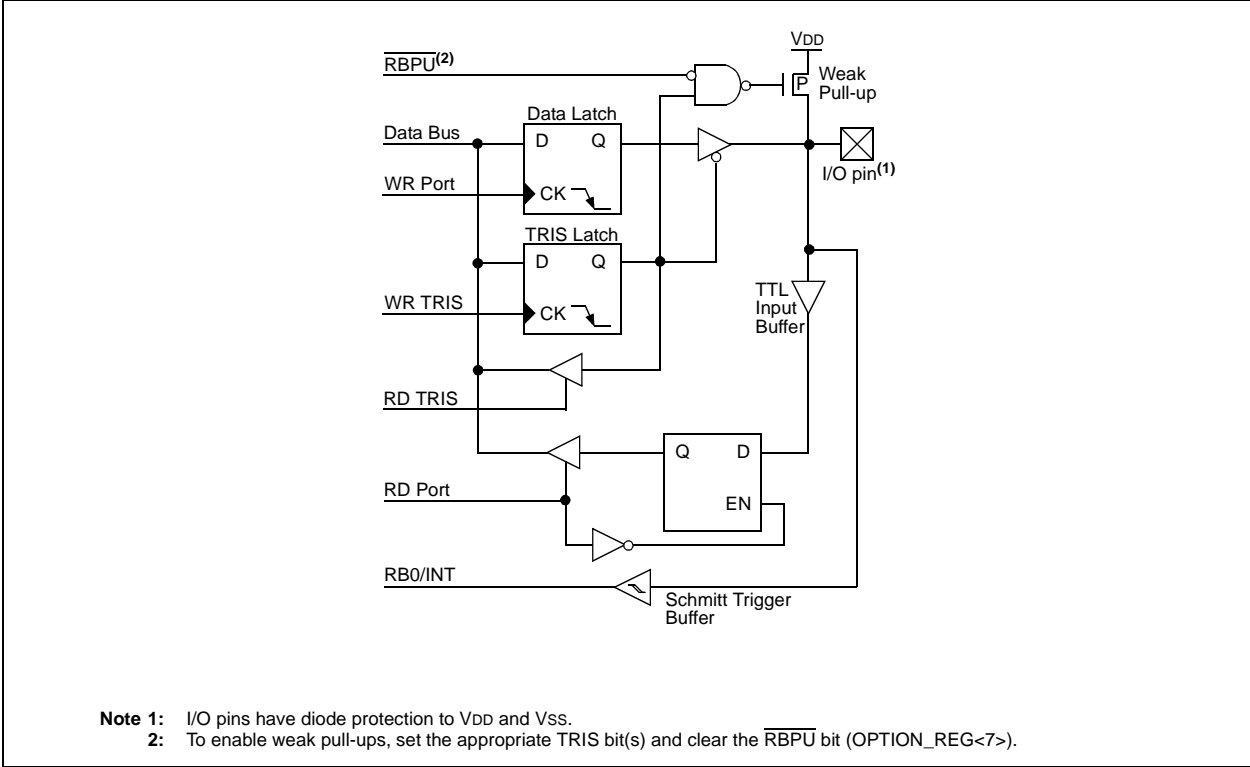 VDD
RBPU(2)
Weak
Pull-up
P
Data Latch
Data Bus
D Q
I/O pin(1)
WR Port
CK
TRIS Latch
D Q
TTL
Input
Buffer
WR TRIS
CK
RD TRIS
Q D
RD Port
EN
RB0/INT
Schmitt Trigger
Buffer
Note 1: I/O pins have diode protection to VDD and VSS.
2: To enable weak pull-ups, set the appropriate TRIS bit(s) and clear the RBPU bit (OPTION_REG<7>).